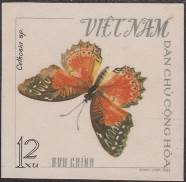 Cethosia sp.
VIỆT NAM
DÂN CHỦ CỘNG HÒA
12 XU
BƯU CHÍNH